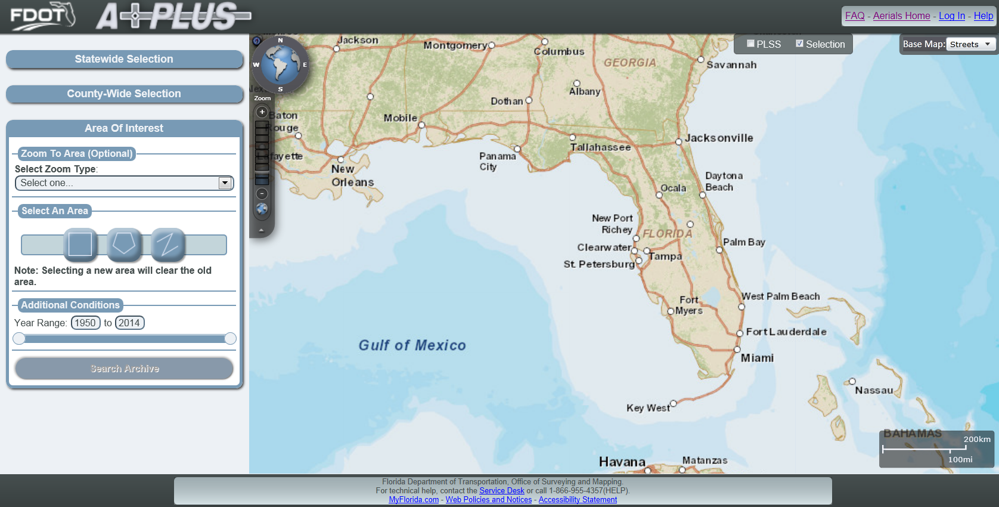 FDOT
A+PLUS
FAQ - Aerials Home - Log In - Help
Statewide Selection
County-Wide Selection
Area Of Interest
Zoom To Area (Optional)
Select Zoom Type:
Select one...
Select An Area
Note: Selecting a new area will clear the old
area.
Additional Conditions
Year Range: 1950 to 2014
Search Archive
PLSS
Selection
Base Map: Streets
N
W
E
S
Zoom
+
-
Jackson
Montgomery
Columbus
GEORGIA
Savannah
Albany
Dothan
Baton
Rouge
Mobile
Lafayette
New
Orleans
Panama
City
Tallahassee
Jacksonville
Daytona
Beach
Ocala
New Port
Richey
FLORIDA
Clearwater
Tampa
St. Petersburg
Palm Bay
Fort
Myers
West Palm Beach
Fort Lauderdale
Miami
Gulf of Mexico
Key West
Nassau
BAHAMAS
Havana
Matanzas
200km
100mi
Florida Department of Transportation, Office of Surveying and Mapping.
For technical help, contact the Service Desk or call 1-866-955-4357(HELP).
MyFlorida.com - Web Policies and Notices - Accessibility Statement